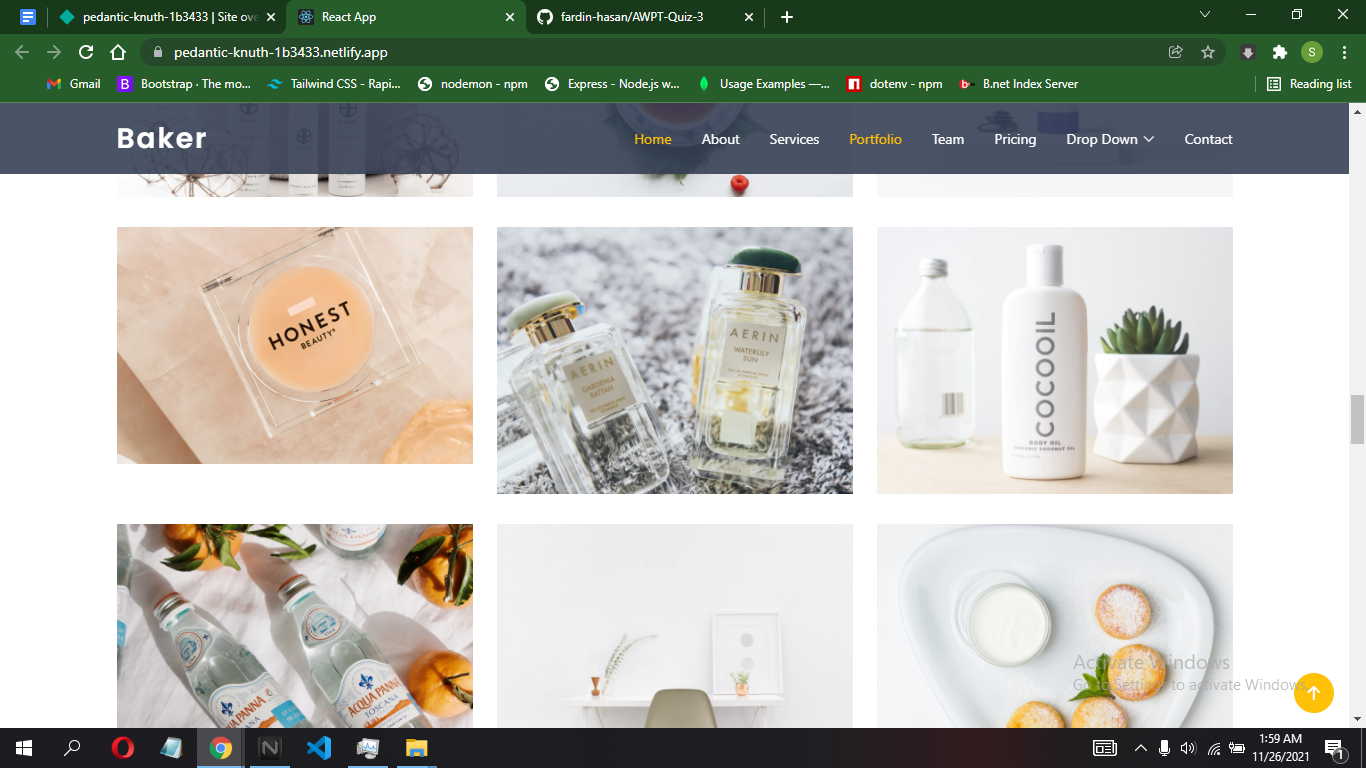 pedantic-knuth-1b3433 | Site ove
React App
fardin-hasan/AWPT-Quiz-3
pedantic-knuth-1b3433.netlify.app
S
Gmail
Bootstrap · The mo...
Tailwind CSS - Rapi...
nodemon - npm
Express - Node.js w...
Usage Examples —...
dotenv - npm
B.net Index Server
Reading list
Baker
Home
About
Services
Portfolio
Team
Pricing
Drop Down
Contact
HONEST
BEAUTY
AERIN
GARDENIA
RATTAN
AERIN
WATERLILY
SUN
COCOOIL
BODY OIL
ORGANIC COCONUT OIL
ACQUA PANNA
TOSCANA
ACQUA PANNA
TOSCANA
Activate Windows
Go to Settings to activate Windows.
1:59 AM
11/26/2021
1